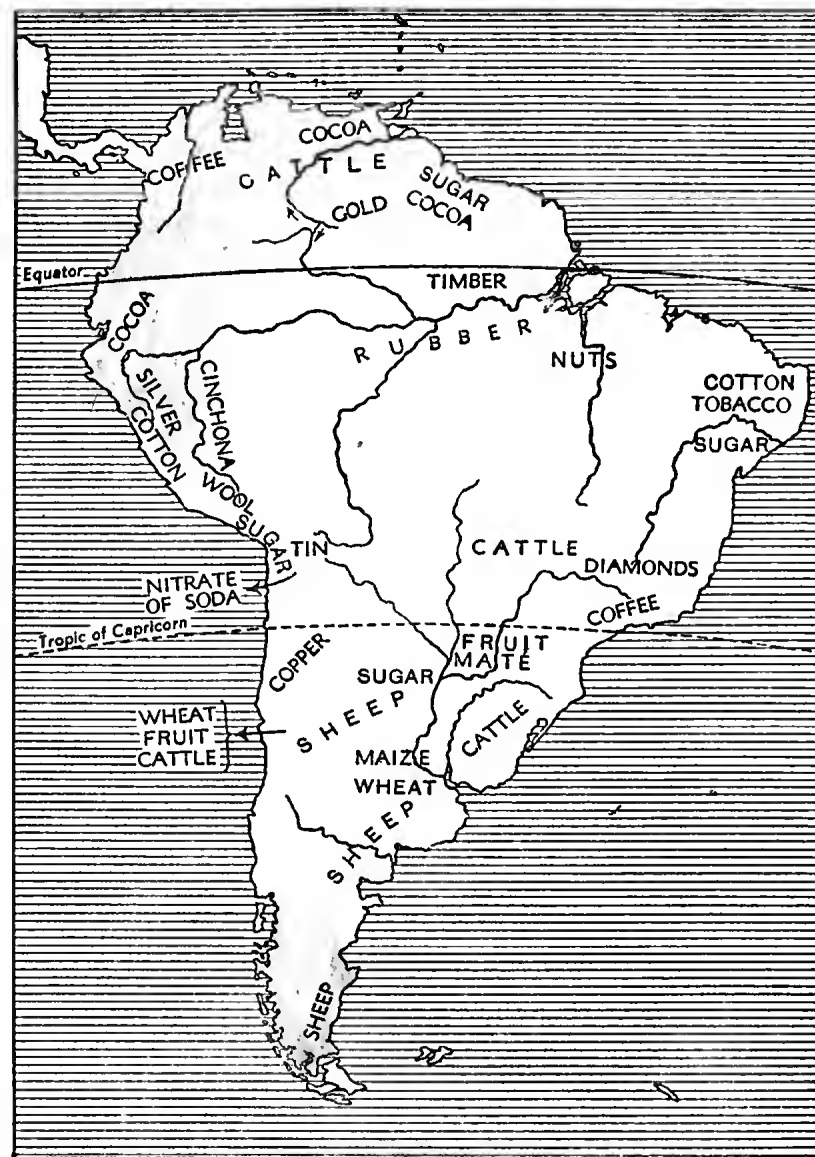 COCOA
COFFEE
CATTLE
SUGAR
GOLD
COCOA
Equator
TIMBER
COCOA
RUBBER
NUTS
SILVER
CINCHONA
COTTON
COTTON
TOBACCO
SUGAR
WOOL
SUGAR
TIN
CATTLE
DIAMONDS
NITRATE
OF SODA
COFFEE
Tropic of Capricorn
FRUIT
MATÉ
COPPER
SUGAR
SHEEP
CATTLE
WHEAT
FRUIT
CATTLE
MAIZE
WHEAT
SHEEP
SHEEP